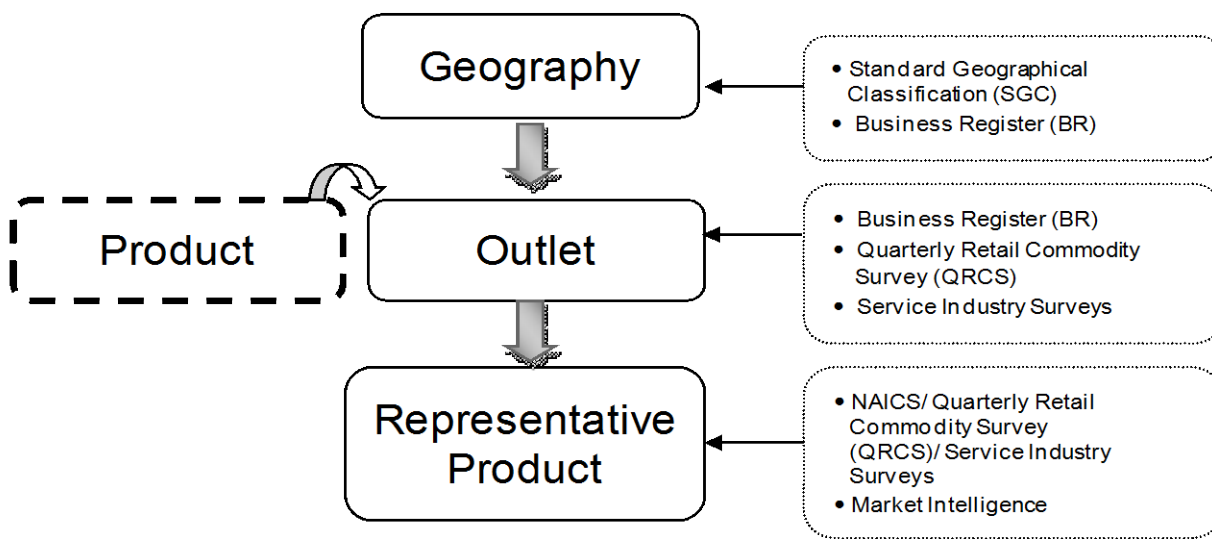 Geography
• Standard Geographical
Classification (SGC)
• Business Register (BR)
Product
Outlet
• Business Register (BR)
• Quarterly Retail Commodity
Survey (QRCS)
• Service Industry Surveys
Representative
Product
• NAICS/ Quarterly Retail
Commodity Survey
(QRCS)/ Service Industry
Surveys
• Market Intelligence